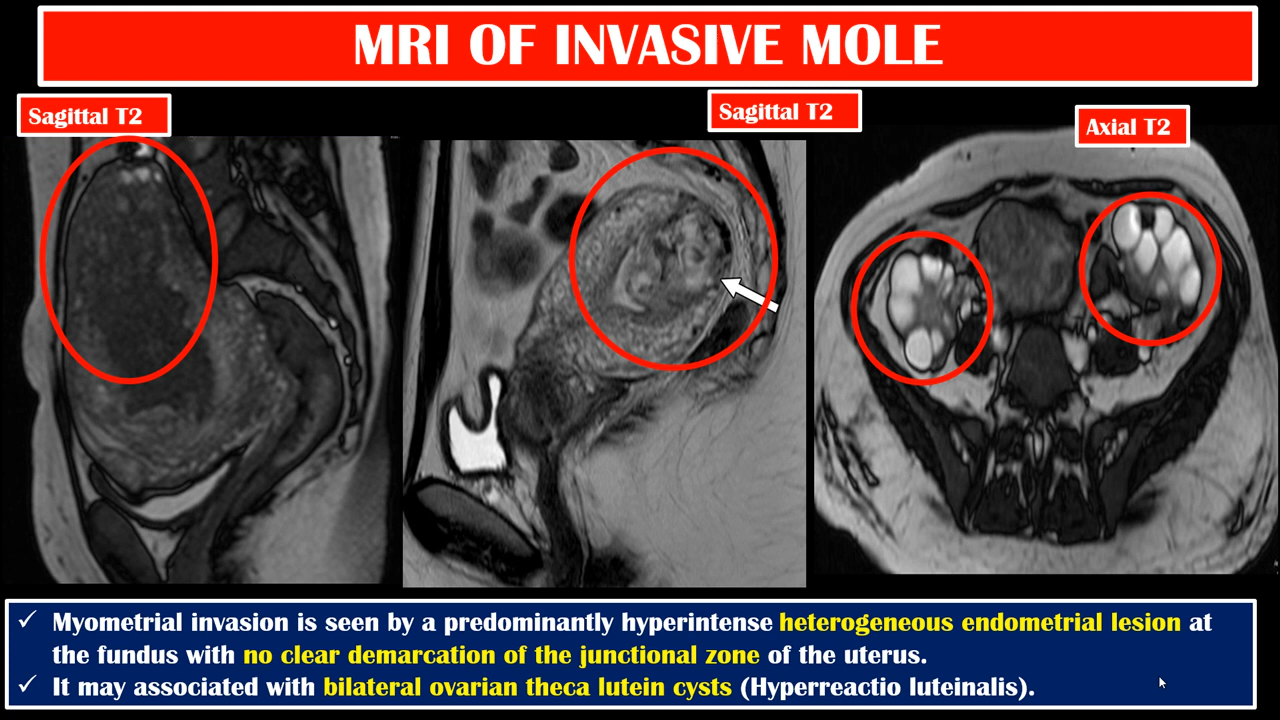 MRI OF INVASIVE MOLE
Sagittal T2
Sagittal T2
Axial T2
✓ Myometrial invasion is seen by a predominantly hyperintense heterogeneous endometrial lesion at
the fundus with no clear demarcation of the junctional zone of the uterus.
✓ It may associated with bilateral ovarian theca lutein cysts (Hyperreactio luteinalis).